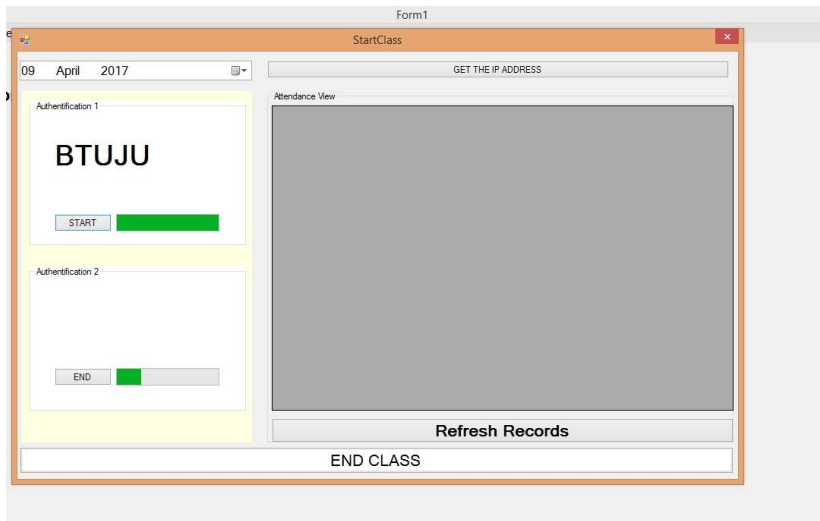 Form1
StartClass
09 April 2017
GET THE IP ADDRESS
Authentification 1
BTUJU
START
Authentification 2
END
Attendance View
Refresh Records
END CLASS